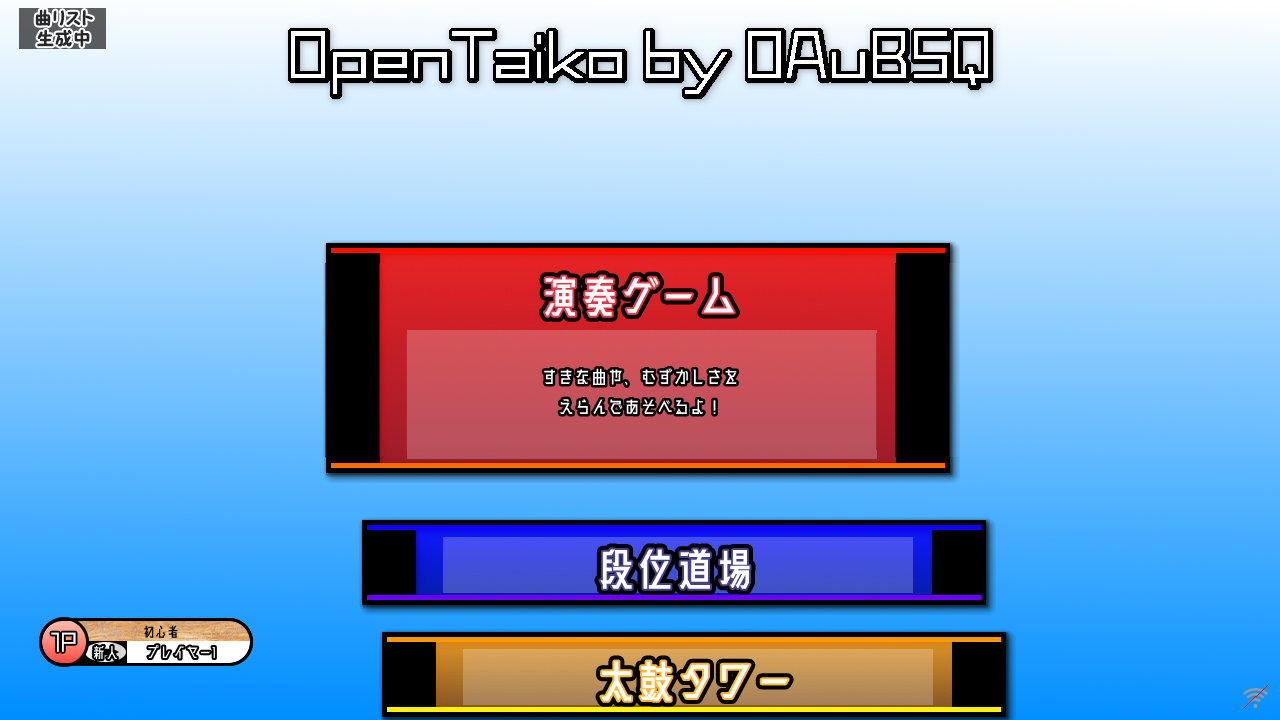 曲リスト
生成中
OpenTaiko by OAuBSQ
演奏ゲーム
すきな曲や、むずかしさを
えらんであそべるよ！
段位道場
太鼓タワー
1P
初心者
新人
プレイヤー1